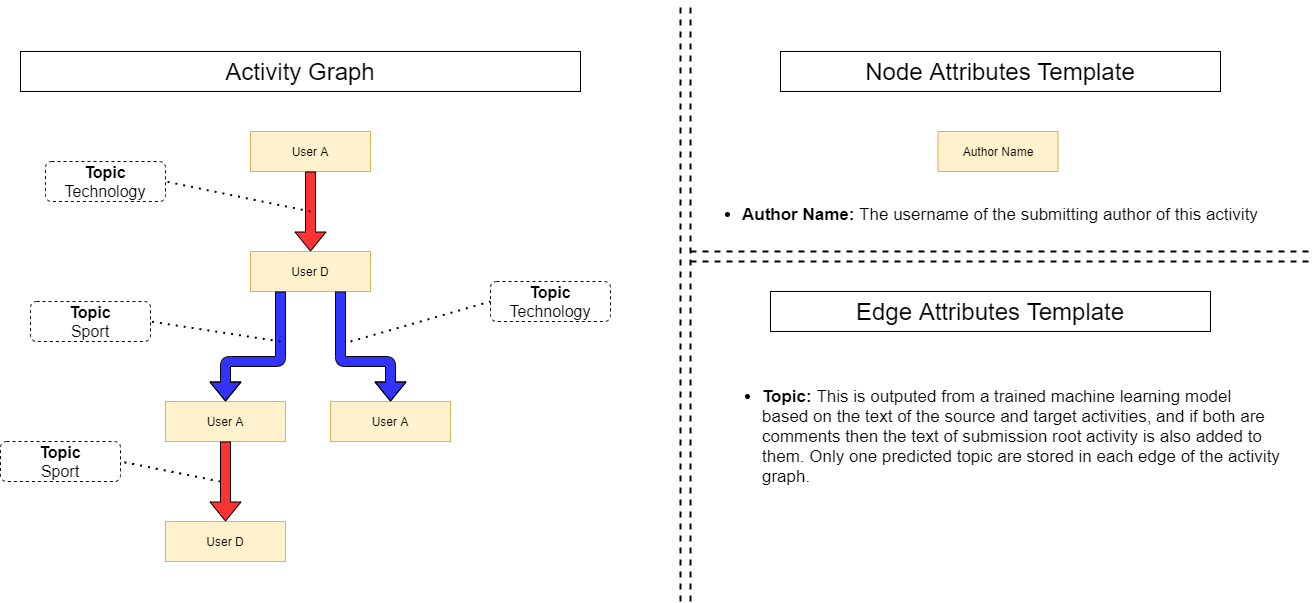 Activity Graph
User A
Topic
Technology
User D
Topic
Sport
Topic
Technology
User A
User A
Topic
Sport
User D
Node Attributes Template
Author Name
• Author Name: The username of the submitting author of this activity
Edge Attributes Template
• Topic: This is outputed from a trained machine learning model
based on the text of the source and target activities, and if both are
comments then the text of submission root activity is also added to
them. Only one predicted topic are stored in each edge of the activity
graph.